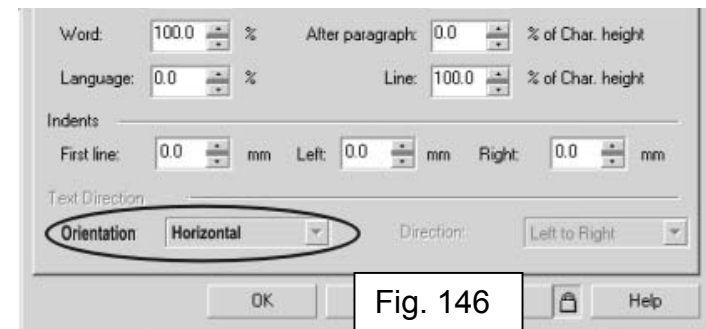 Word: 100.0 % After paragraph: 0.0 % of Char. height
Language: 0.0 % Line: 100.0 % of Char. height
Indents
First line: 0.0 mm Left: 0.0 mm Right: 0.0 mm
Text Direction
Orientation Horizontal Direction: Left to Right
OK Fig. 146 Help